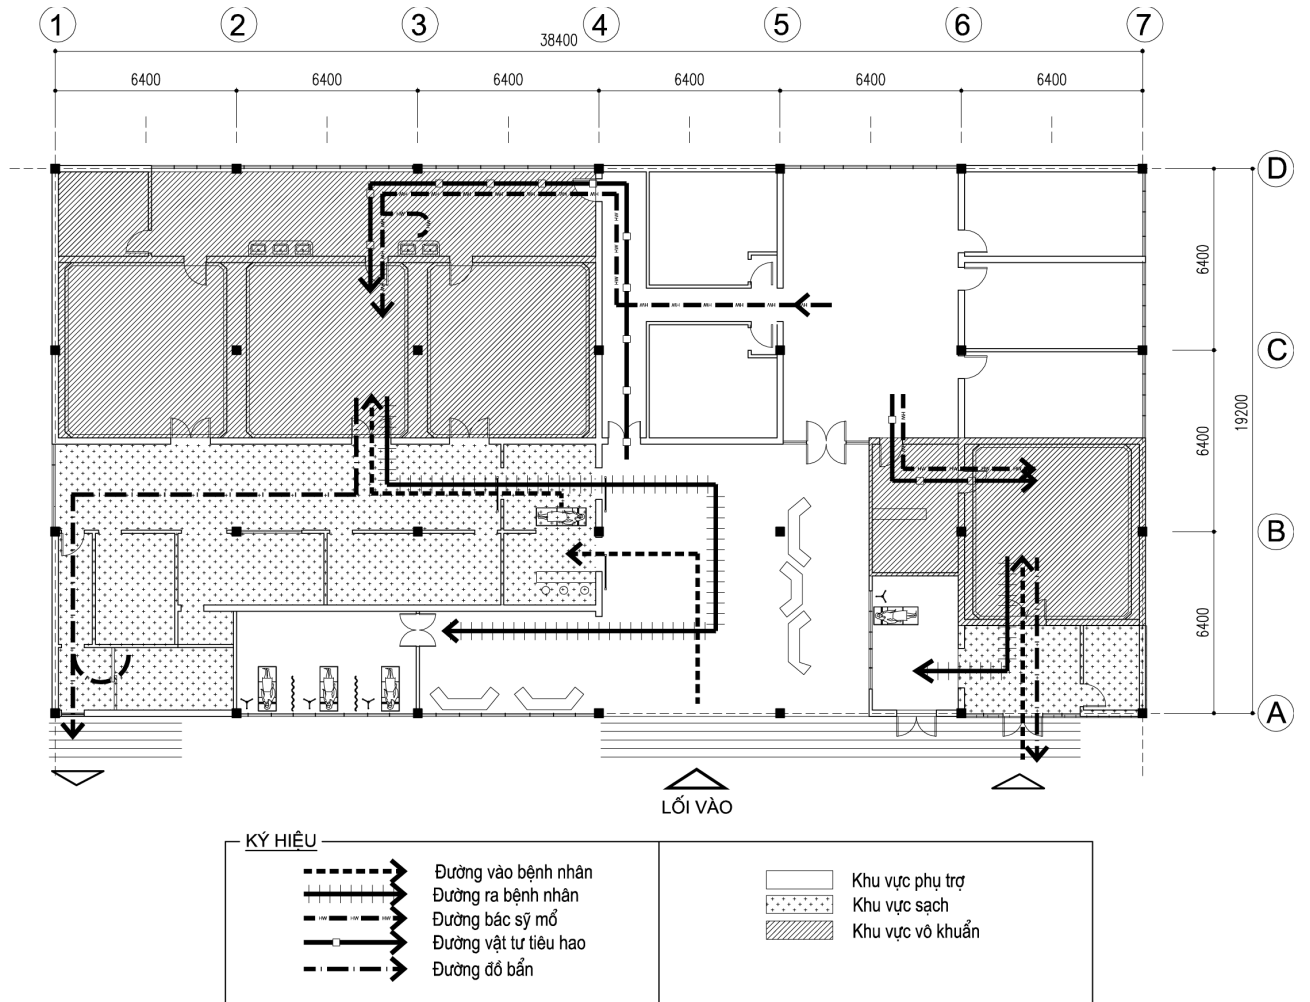 1 2 3 4 5 6 7
38400
6400 6400 6400 6400 6400 6400
D
6400
C
6400
19200
B
6400
A
LỐI VÀO
KÝ HIỆU
Đường vào bệnh nhân
Đường ra bệnh nhân
HW HW Đường bác sỹ mổ
Đường vật tư tiêu hao
Đường đồ bẩn
Khu vực phụ trợ
Khu vực sạch
Khu vực vô khuẩn